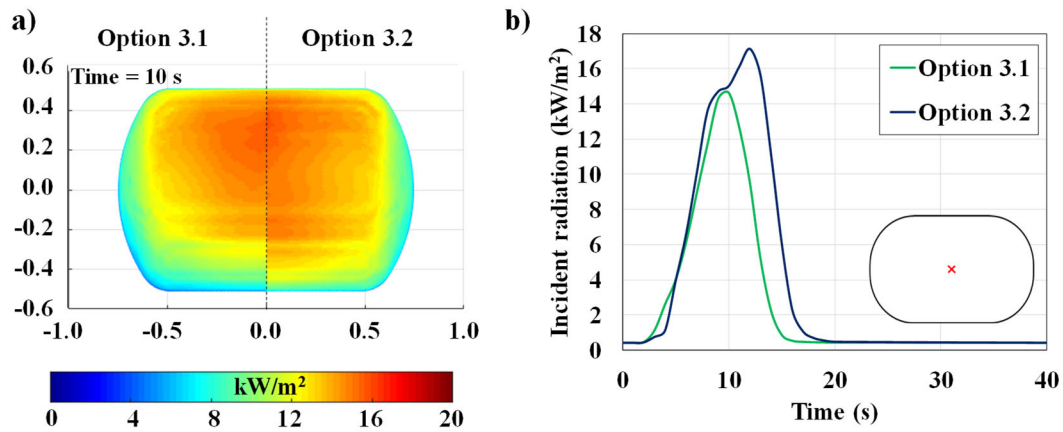 a)
Option 3.1 Option 3.2
Time = 10 s
0.6
0.4
0.2
0.0
-0.2
-0.4
-0.6
-1.0 -0.5 0.0 0.5 1.0
kW/m²
0 4 8 12 16 20
b)
Incident radiation (kW/m²)
18
16
14
12
10
8
6
4
2
0
Option 3.1
Option 3.2
0 10 20 30 40
Time (s)